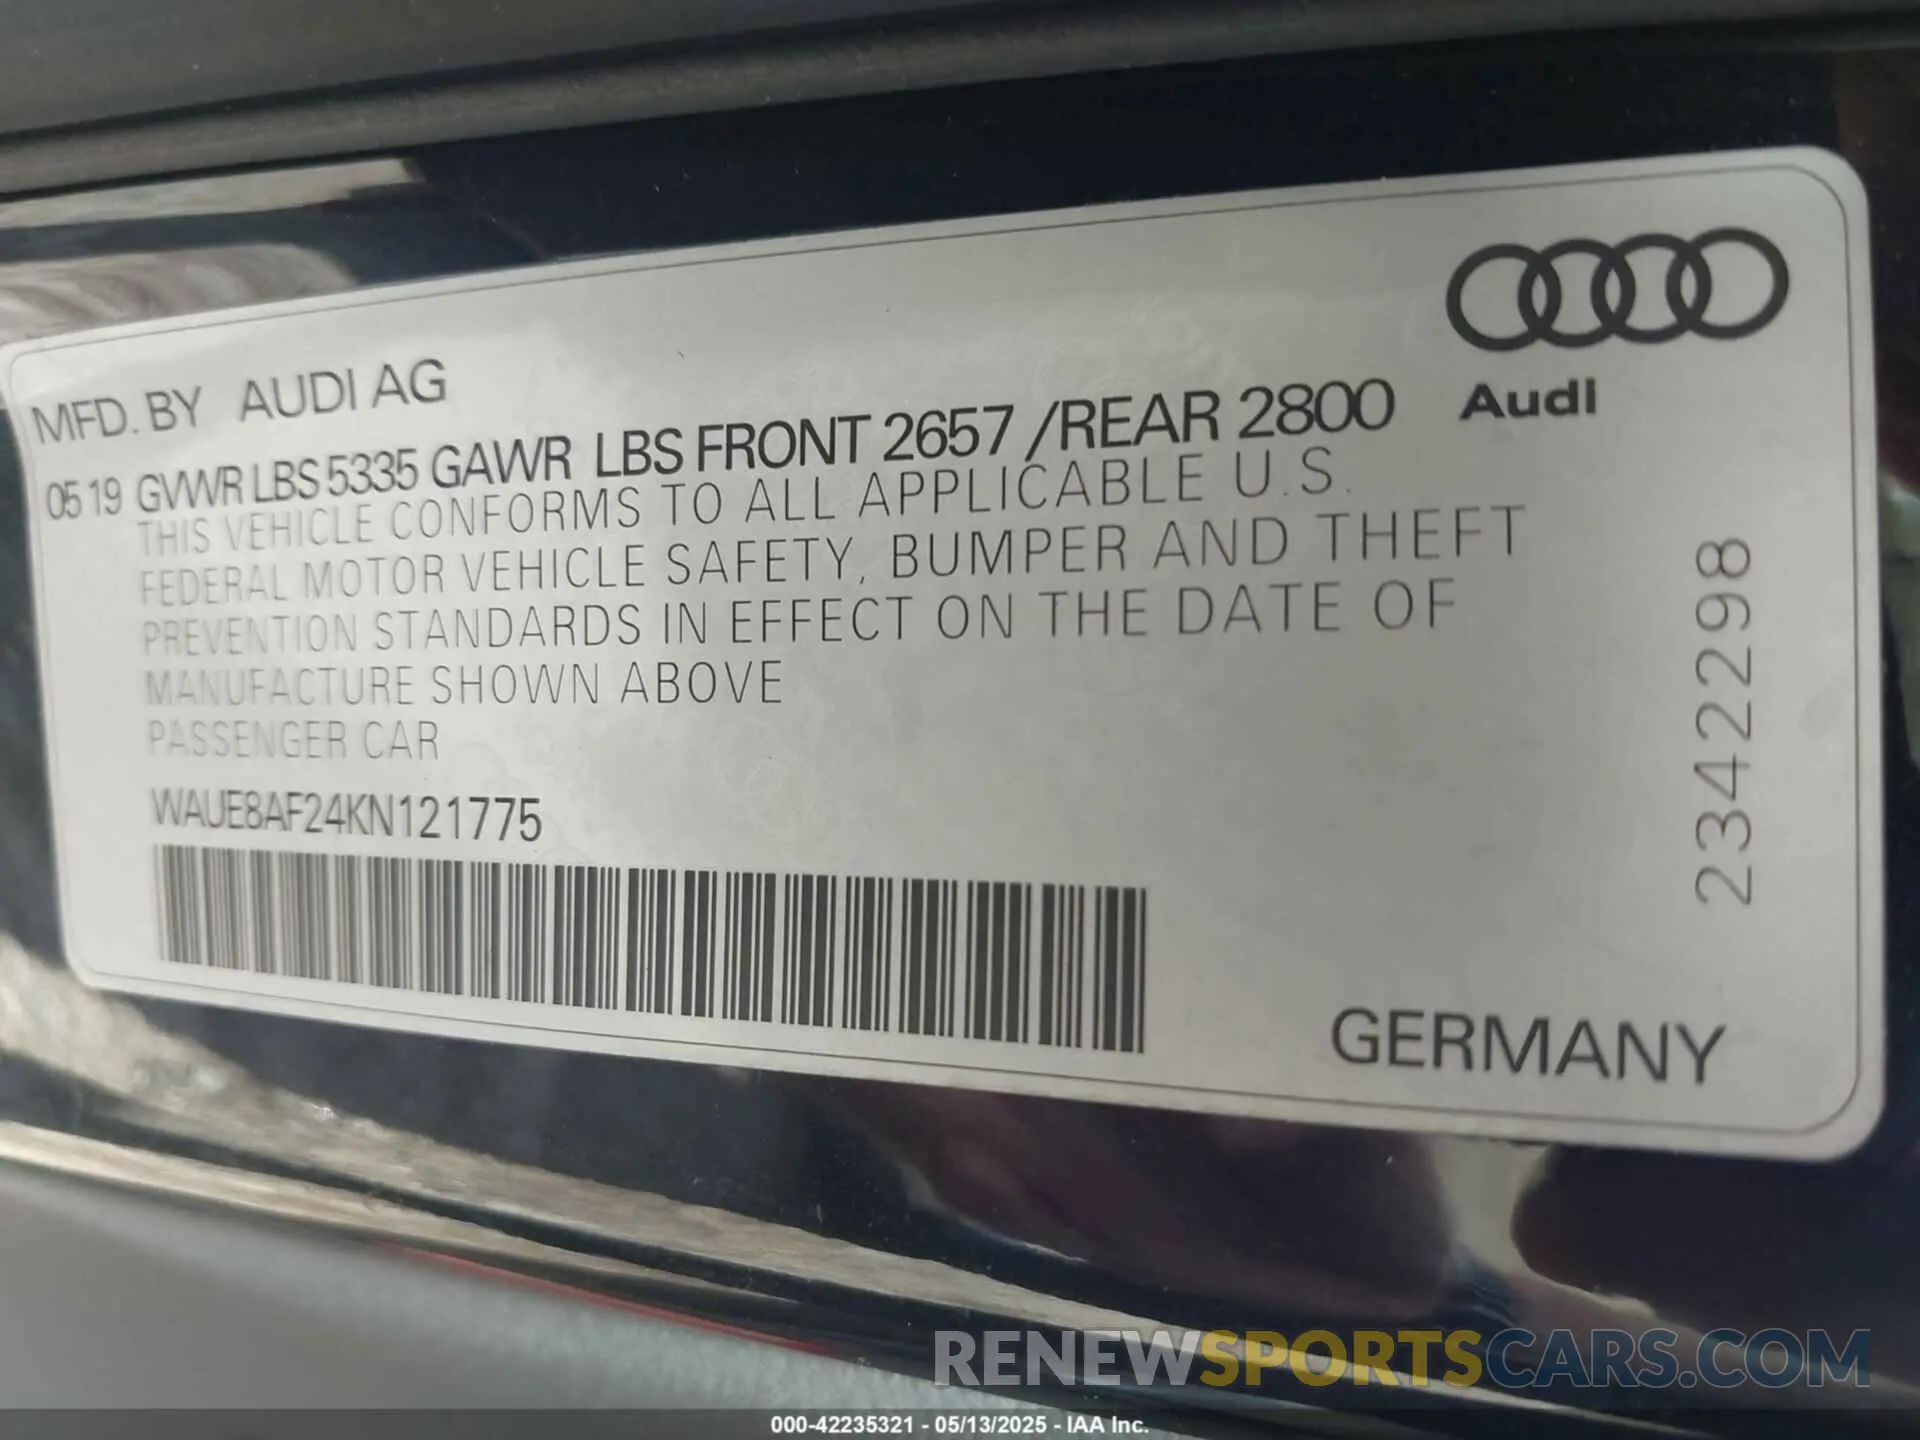 MFD. BY AUDI AG
Audi
05 19 GVWR LBS 5335 GAWR LBS FRONT 2657 /REAR 2800
THIS VEHICLE CONFORMS TO ALL APPLICABLE U.S.
FEDERAL MOTOR VEHICLE SAFETY, BUMPER AND THEFT
PREVENTION STANDARDS IN EFFECT ON THE DATE OF
MANUFACTURE SHOWN ABOVE
PASSENGER CAR
WAUE8AF24KN121775
2342298
GERMANY
RENEWSPORTSCARS.COM
000-42235321 - 05/13/2025 - IAA Inc.